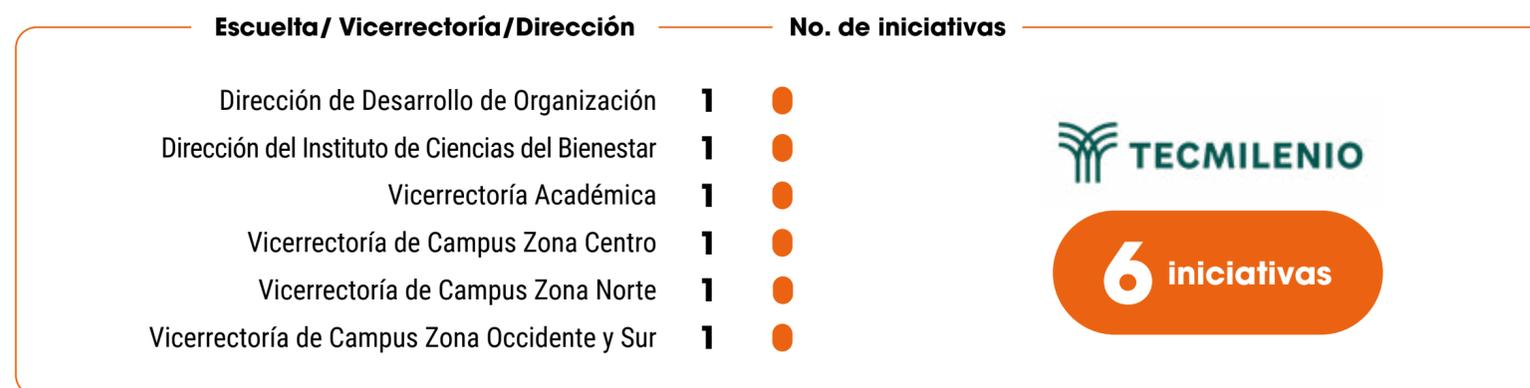 Escuelta/ Vicerrectoría/Dirección No. de iniciativas
Dirección de Desarrollo de Organización 1
Dirección del Instituto de Ciencias del Bienestar 1
Vicerrectoría Académica 1
Vicerrectoría de Campus Zona Centro 1
Vicerrectoría de Campus Zona Norte 1
Vicerrectoría de Campus Zona Occidente y Sur 1
TECMILENIO
6 iniciativas